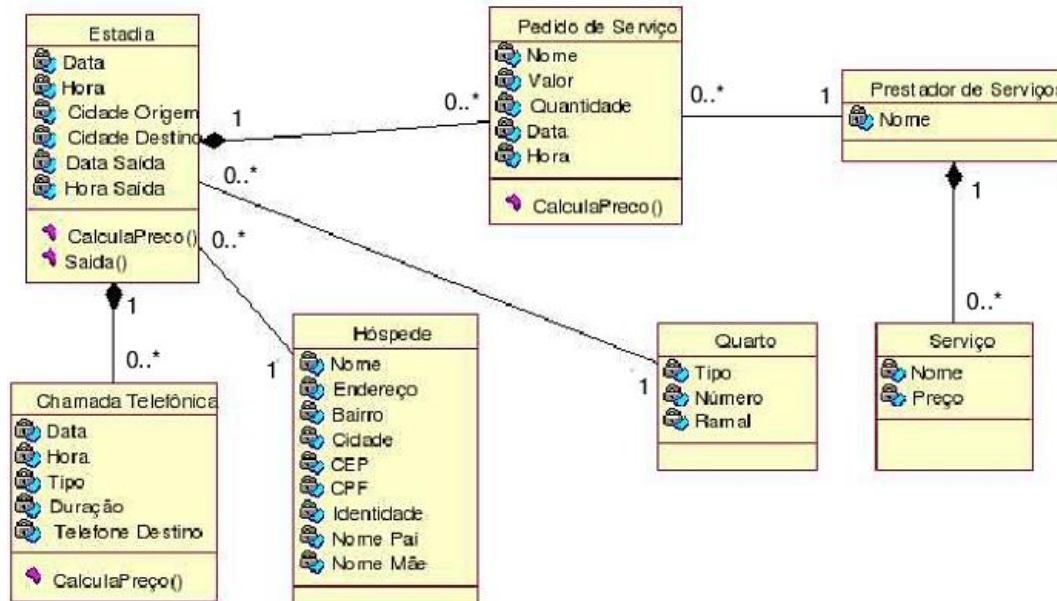 Estadia
Data
Hora
Cidade Origem
Cidade Destino
Data Saída
Hora Saída
CalculaPreco()
Saida()
1
0..*
0..*
0..*
1
0..*
Pedido de Serviço
Nome
Valor
Quantidade
Data
Hora
CalculaPreco()
0..*
1
Prestador de Serviços
Nome
1
0..*
Chamada Telefônica
Data
Hora
Tipo
Duração
Telefone Destino
CalculaPreço()
1
Hóspede
Nome
Endereço
Bairro
Cidade
CEP
CPF
Identidade
Nome Pai
Nome Mãe
1
Quarto
Tipo
Número
Ramal
Serviço
Nome
Preço